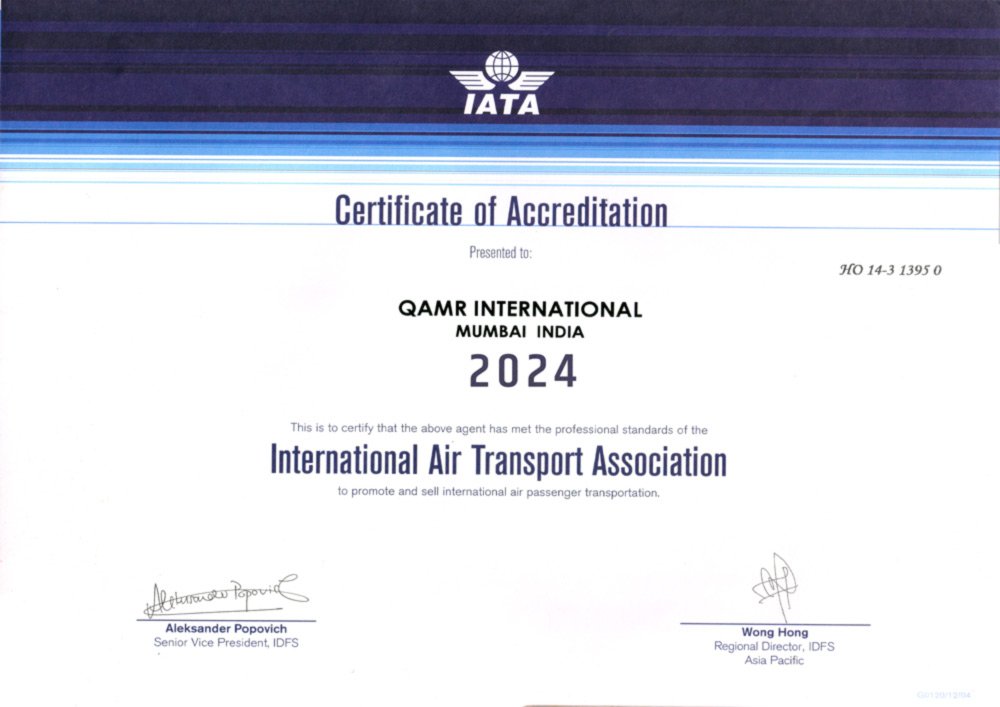 IATA
Certificate of Accreditation
Presented to:
HO 14-3 1395 0
QAMR INTERNATIONAL
MUMBAI INDIA
2024
This is to certify that the above agent has met the professional standards of the
International Air Transport Association
to promote and sell international air passenger transportation.
Aleksander Popovich
Aleksander Popovich
Senior Vice President, IDFS
Wong Hong
Regional Director, IDFS
Asia Pacific